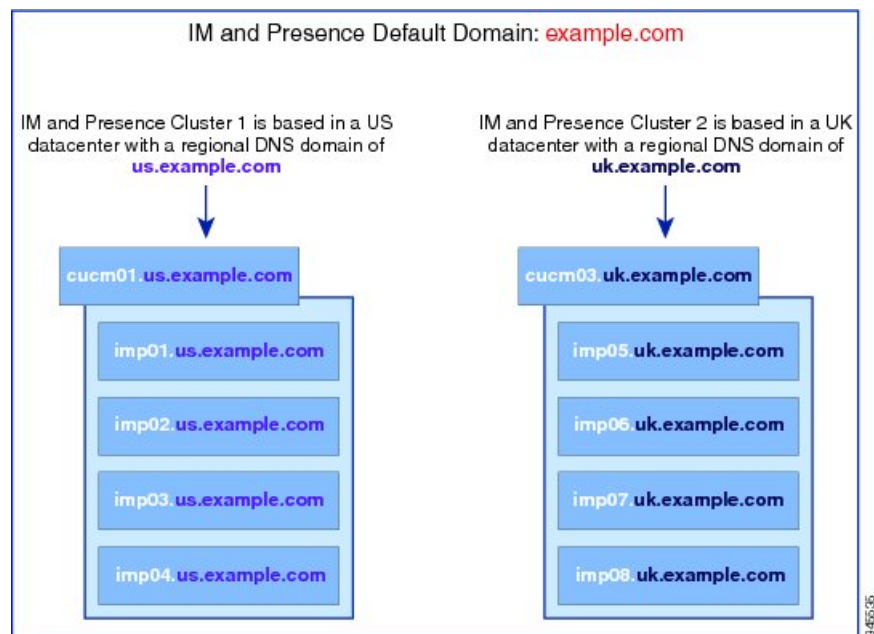 IM and Presence Default Domain: example.com
IM and Presence Cluster 1 is based in a US
datacenter with a regional DNS domain of
us.example.com
cucm01.us.example.com
imp01.us.example.com
imp02.us.example.com
imp03.us.example.com
imp04.us.example.com
IM and Presence Cluster 2 is based in a UK
datacenter with a regional DNS domain of
uk.example.com
cucm03.uk.example.com
imp05.uk.example.com
imp06.uk.example.com
imp07.uk.example.com
imp08.uk.example.com